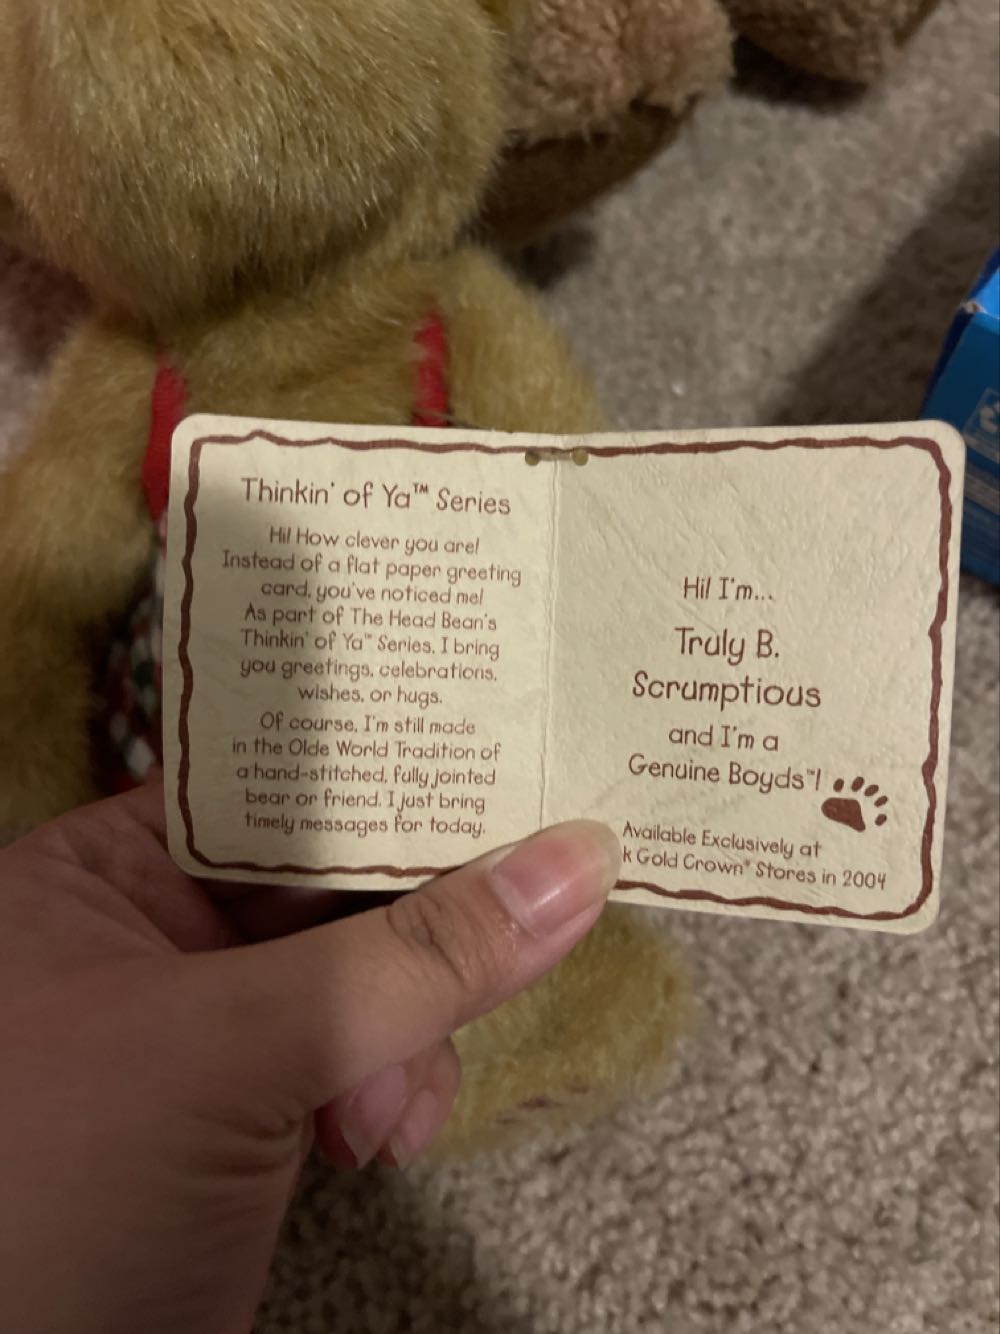 Thinkin' of Ya™ Series
Hi! How clever you are!
Instead of a flat paper greeting
card, you've noticed me!
As part of The Head Bean's
Thinkin' of Ya™ Series, I bring
you greetings, celebrations,
wishes, or hugs.
Of course, I'm still made
in the Olde World Tradition of
a hand-stitched, fully jointed
bear or friend. I just bring
timely messages for today.
Hi! I'm...
Truly B.
Scrumptious
and I'm a
Genuine Boyds™!
Available Exclusively at
k Gold Crown® Stores in 2004